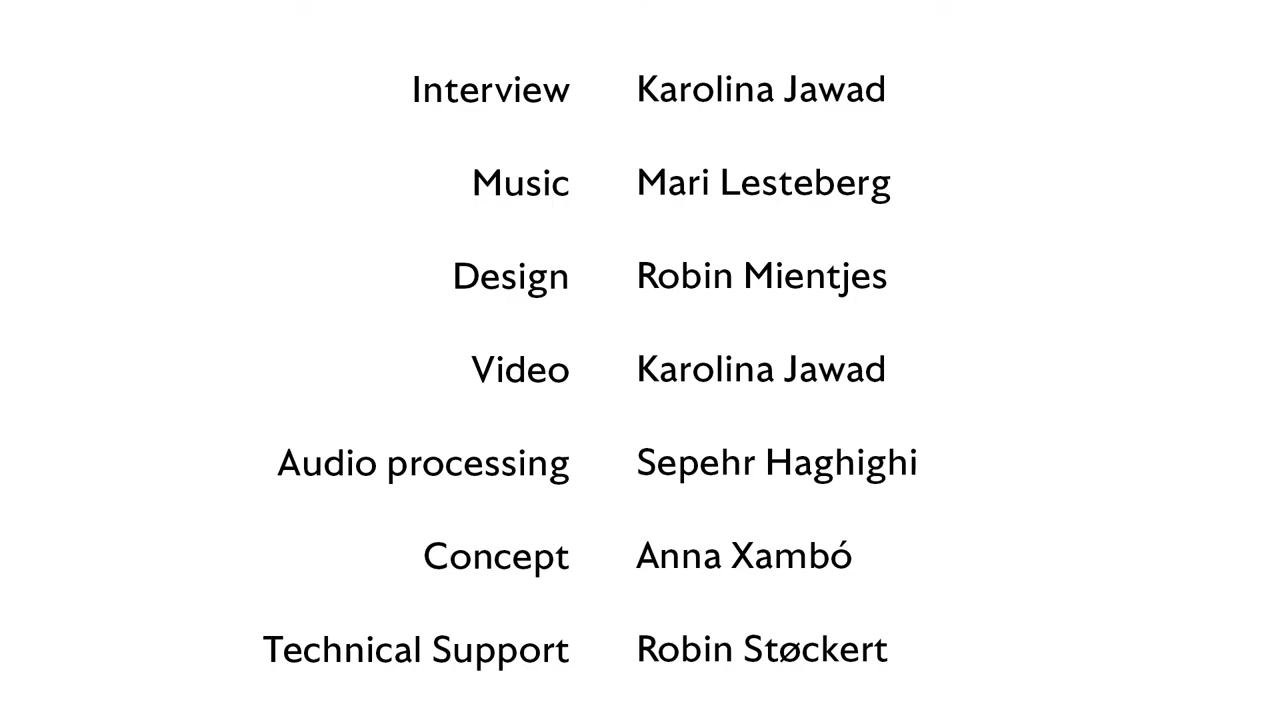 Interview Karolina Jawad
Music Mari Lesteberg
Design Robin Mientjes
Video Karolina Jawad
Audio processing Sepehr Haghighi
Concept Anna Xambó
Technical Support Robin Støckert